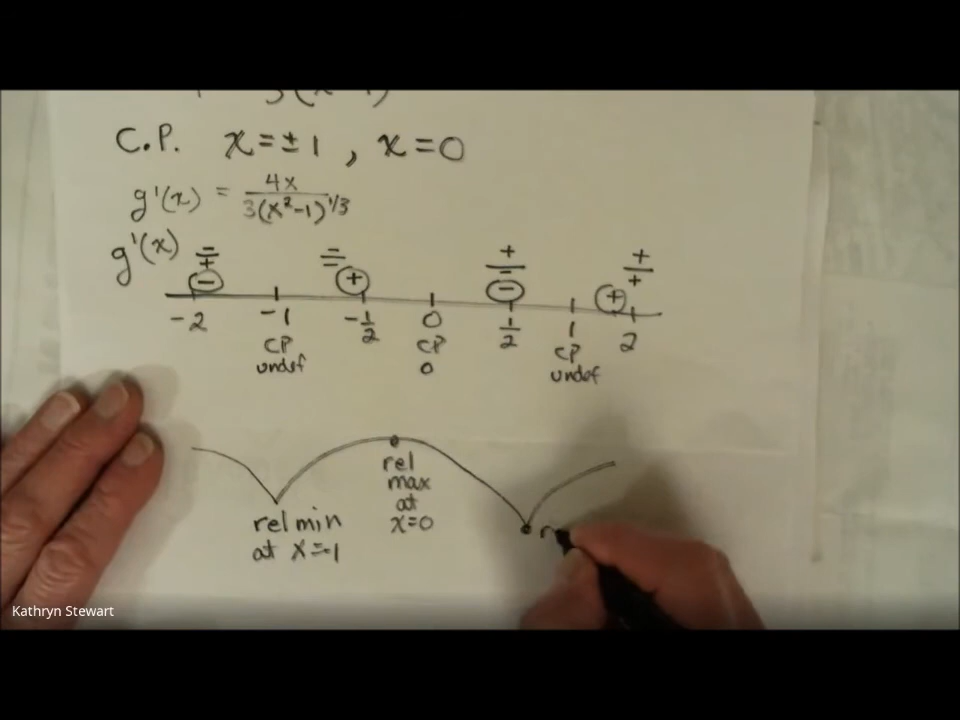 C.P. x = ±1 , x = 0
g'(x) = 4x / 3(x²-1)^1/3
g'(x) - / + ⊖ - / - ⊕ + / - ⊖ + / + ⊕
-2 -1 -1/2 0 1/2 1 2
CP CP CP
undef 0 undef
rel
max
at
x=0
rel min
at x=-1
Kathryn Stewart